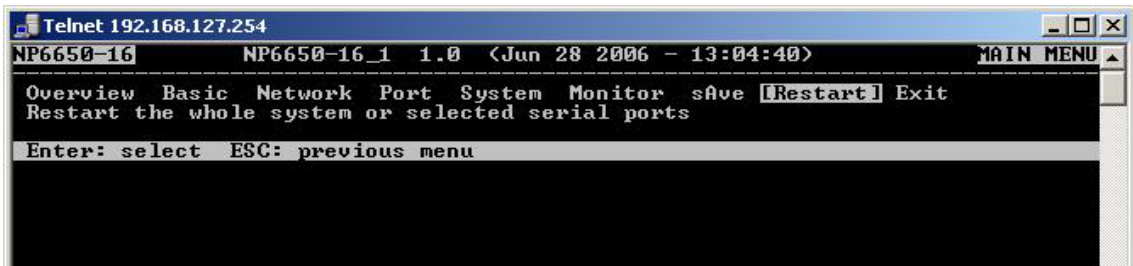 Telnet 192.168.127.254
NP6650-16 NP6650-16_1 1.0 (Jun 28 2006 - 13:04:40) MAIN MENU
Overview Basic Network Port System Monitor sAve [Restart] Exit
Restart the whole system or selected serial ports
Enter: select ESC: previous menu